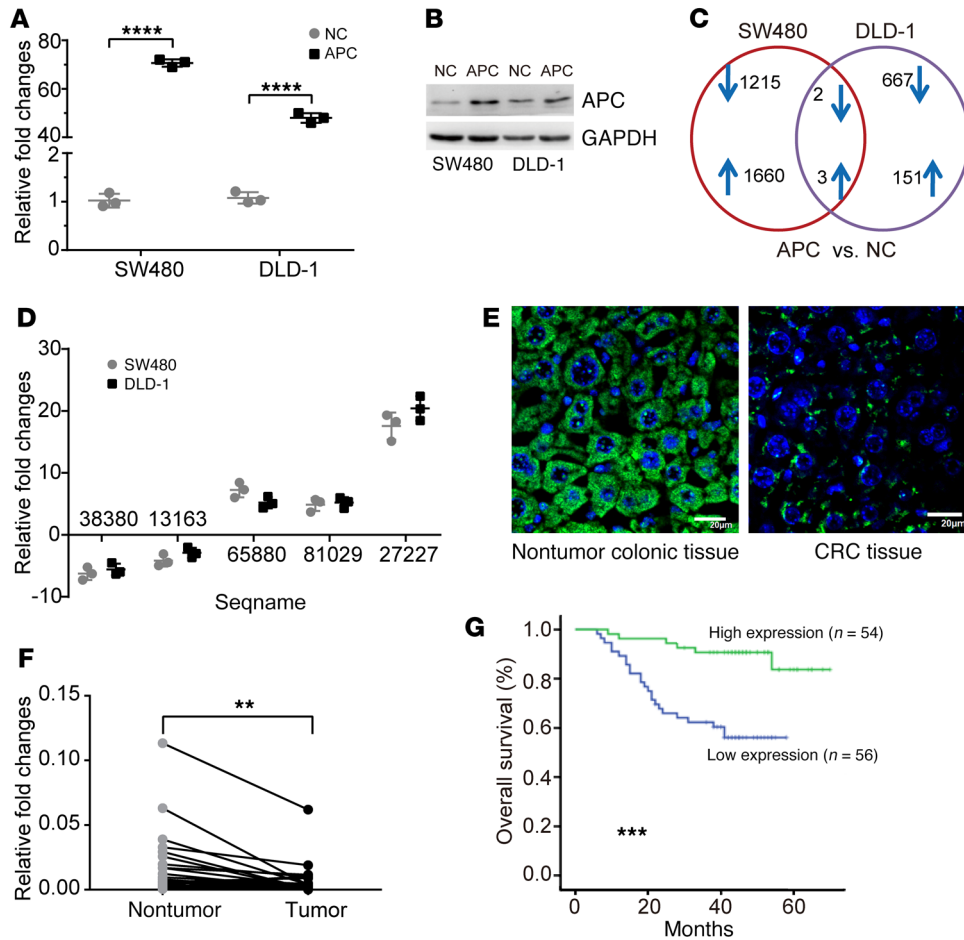 A
Relative fold changes
80
60
40
2
1
0
****
****
NC
APC
SW480
DLD-1
B
NC APC NC APC
APC
GAPDH
SW480 DLD-1
C
SW480
DLD-1
1215
2
667
1660
3
151
APC vs. NC
D
Relative fold changes
30
20
10
0
-10
SW480
DLD-1
38380
13163
65880
81029
27227
Seqname
E
20μm
20μm
Nontumor colonic tissue
CRC tissue
F
Relative fold changes
0.15
0.10
0.05
0.00
**
Nontumor
Tumor
G
Overall survival (%)
1.0
0.8
0.6
0.4
0.2
0
High expression (n = 54)
Low expression (n = 56)
***
0 20 40 60
Months